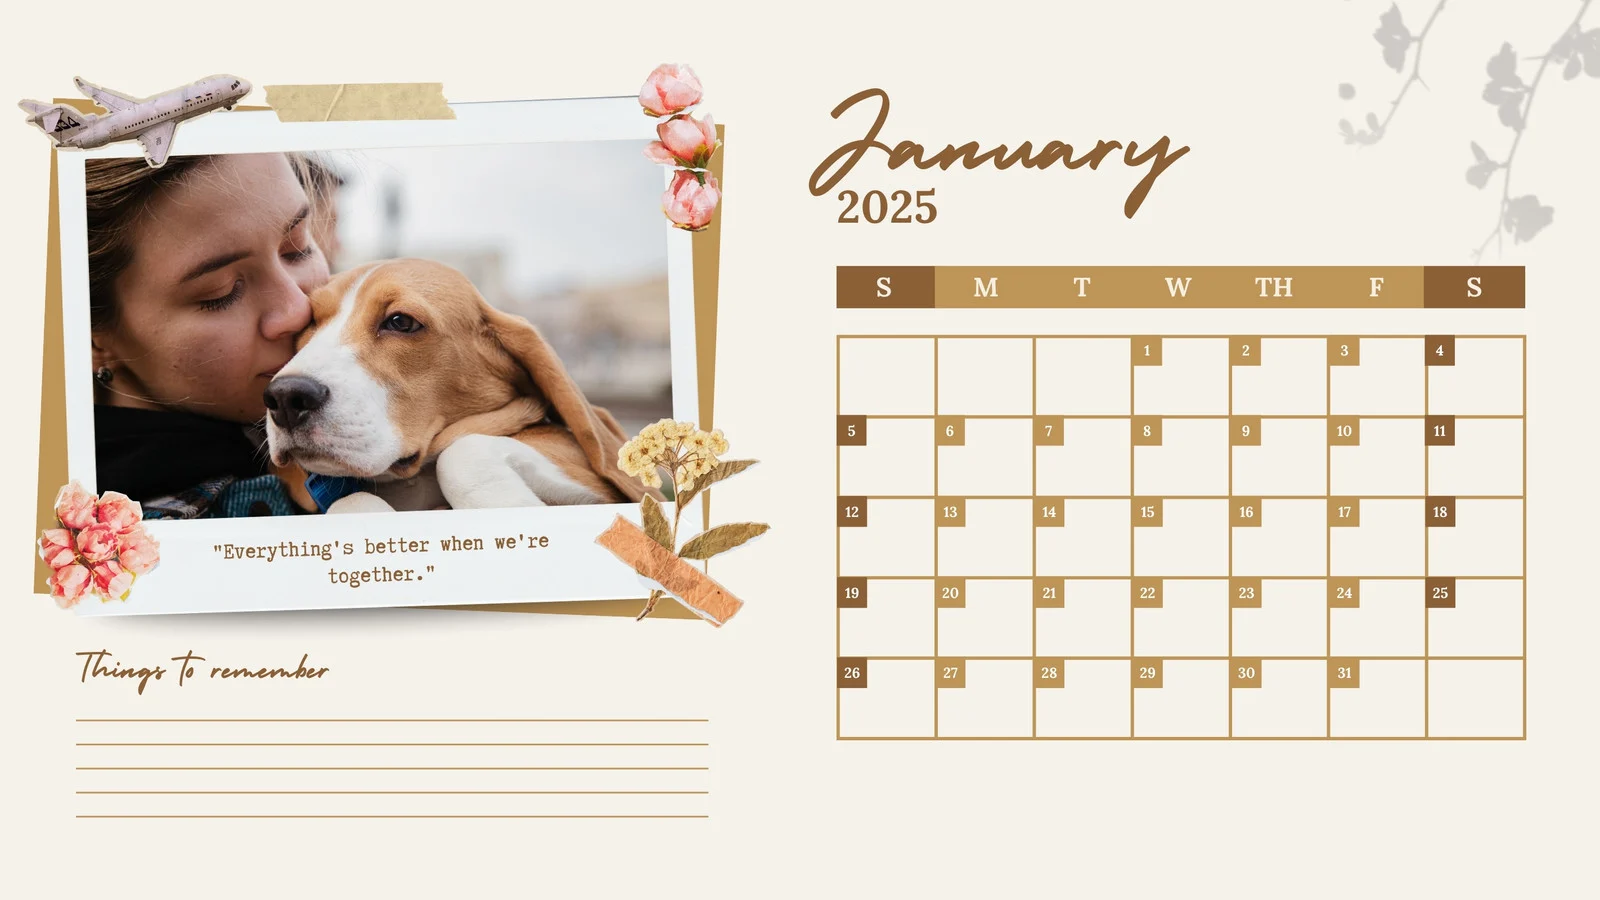 "Everything's better when we're
together."
Things to remember
January
2025
S M T W TH F S
1 2 3 4
5 6 7 8 9 10 11
12 13 14 15 16 17 18
19 20 21 22 23 24 25
26 27 28 29 30 31